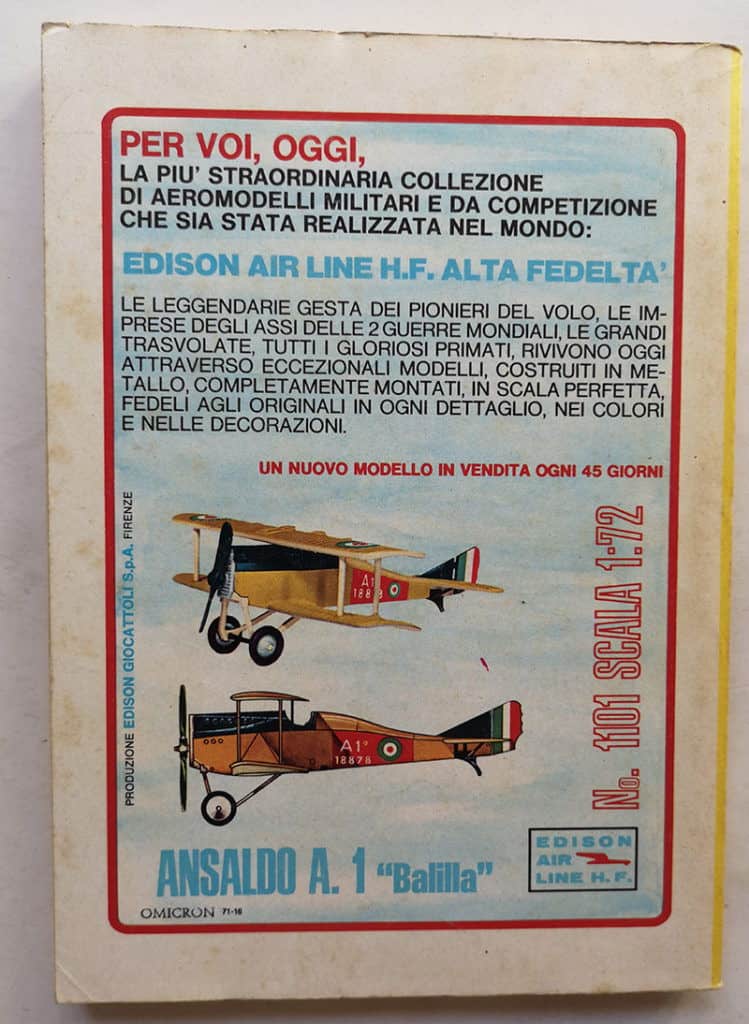 PER VOI, OGGI,
LA PIU' STRAORDINARIA COLLEZIONE
DI AEROMODELLI MILITARI E DA COMPETIZIONE
CHE SIA STATA REALIZZATA NEL MONDO:
EDISON AIR LINE H.F. ALTA FEDELTA'
LE LEGGENDARIE GESTA DEI PIONIERI DEL VOLO, LE IM-
PRESE DEGLI ASSI DELLE 2 GUERRE MONDIALI, LE GRANDI
TRASVOLATE, TUTTI I GLORIOSI PRIMATI, RIVIVONO OGGI
ATTRAVERSO ECCEZIONALI MODELLI, COSTRUITI IN ME-
TALLO, COMPLETAMENTE MONTATI, IN SCALA PERFETTA,
FEDELI AGLI ORIGINALI IN OGNI DETTAGLIO, NEI COLORI
E NELLE DECORAZIONI.
UN NUOVO MODELLO IN VENDITA OGNI 45 GIORNI
PRODUZIONE EDISON GIOCATTOLI S.p.A. FIRENZE
A1°
18878
A1°
18878
No. 1101 SCALA 1:72
ANSALDO A. 1 "Balilla"
EDISON
AIR
LINE H.F.
OMICRON 71-16